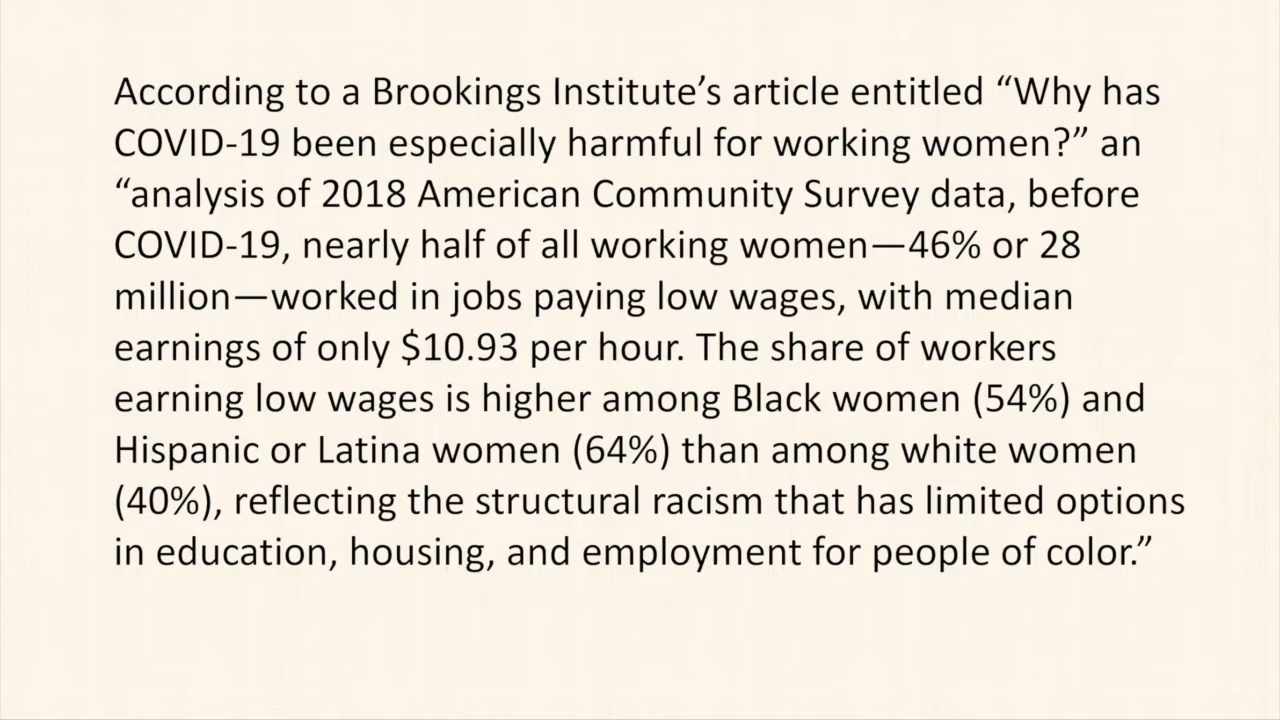 According to a Brookings Institute’s article entitled “Why has
COVID-19 been especially harmful for working women?” an
“analysis of 2018 American Community Survey data, before
COVID-19, nearly half of all working women—46% or 28
million—worked in jobs paying low wages, with median
earnings of only $10.93 per hour. The share of workers
earning low wages is higher among Black women (54%) and
Hispanic or Latina women (64%) than among white women
(40%), reflecting the structural racism that has limited options
in education, housing, and employment for people of color.”